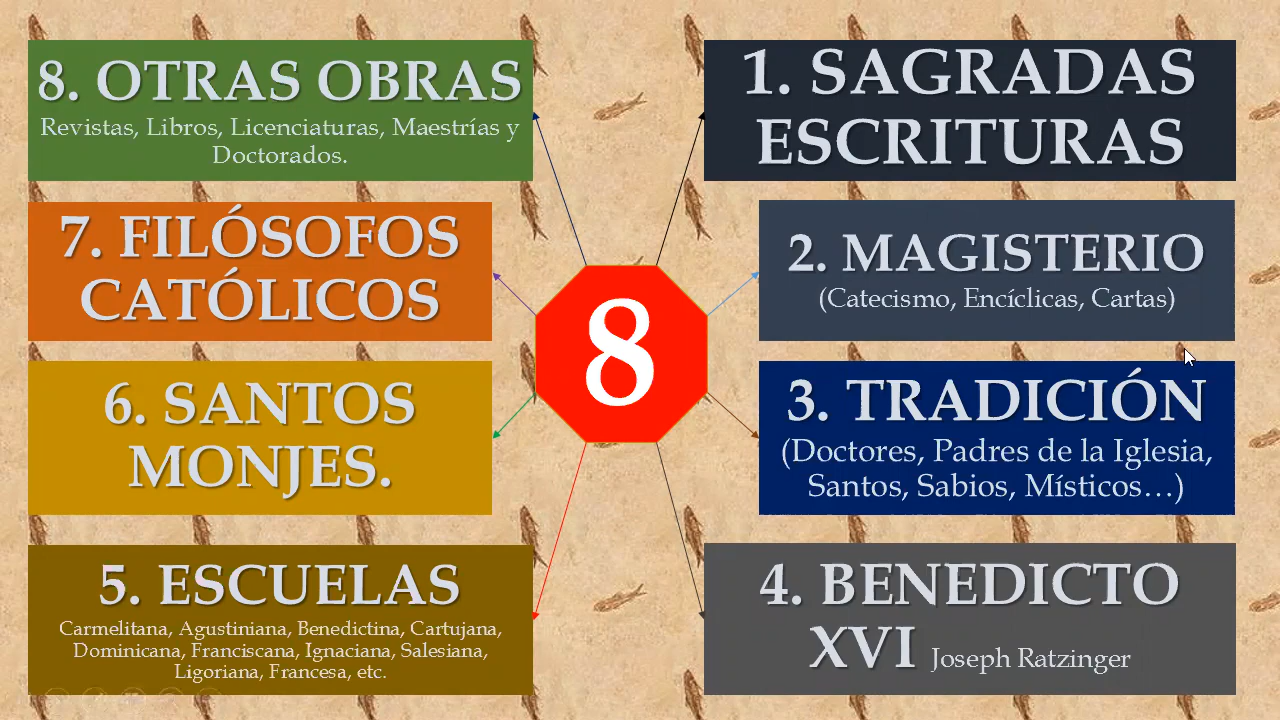 1. SAGRADAS
ESCRITURAS
2. MAGISTERIO
(Catecismo, Encíclicas, Cartas)
3. TRADICIÓN
(Doctores, Padres de la Iglesia,
Santos, Sabios, Místicos…)
4. BENEDICTO
XVI Joseph Ratzinger
5. ESCUELAS
Carmelitana, Agustiniana, Benedictina, Cartujana,
Dominicana, Franciscana, Ignaciana, Salesiana,
Ligoriana, Francesa, etc.
6. SANTOS
MONJES.
7. FILÓSOFOS
CATÓLICOS
8. OTRAS OBRAS
Revistas, Libros, Licenciaturas, Maestrías y
Doctorados.
8